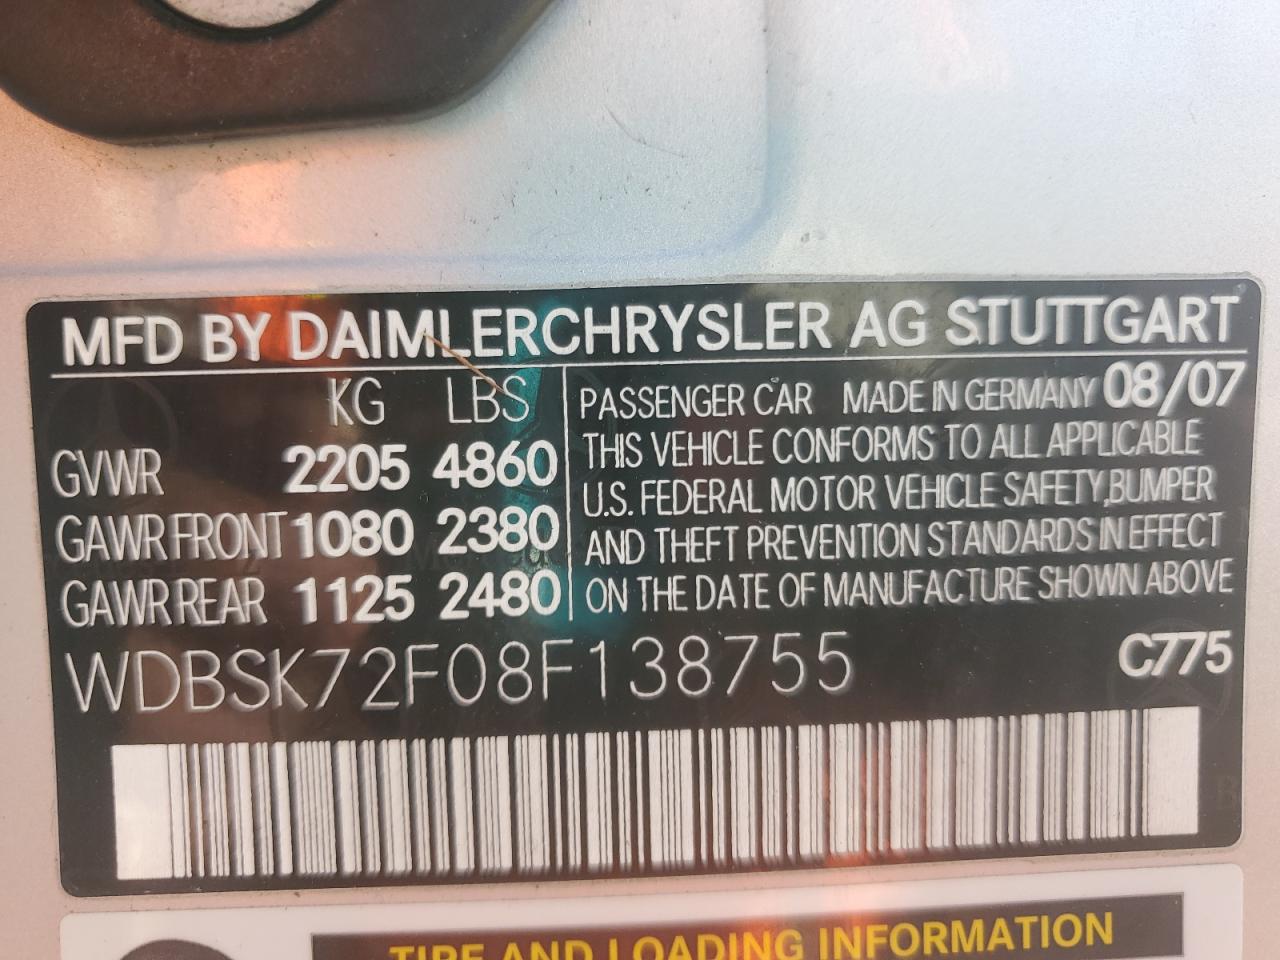 MFD BY DAIMLERCHRYSLER AG STUTTGART
KG LBS
GVWR 2205 4860
GAWR FRONT 1080 2380
GAWR REAR 1125 2480
PASSENGER CAR MADE IN GERMANY 08/07
THIS VEHICLE CONFORMS TO ALL APPLICABLE
U.S. FEDERAL MOTOR VEHICLE SAFETY, BUMPER
AND THEFT PREVENTION STANDARDS IN EFFECT
ON THE DATE OF MANUFACTURE SHOWN ABOVE
WDBSK72F08F138755 C775
TIRE AND LOADING INFORMATION